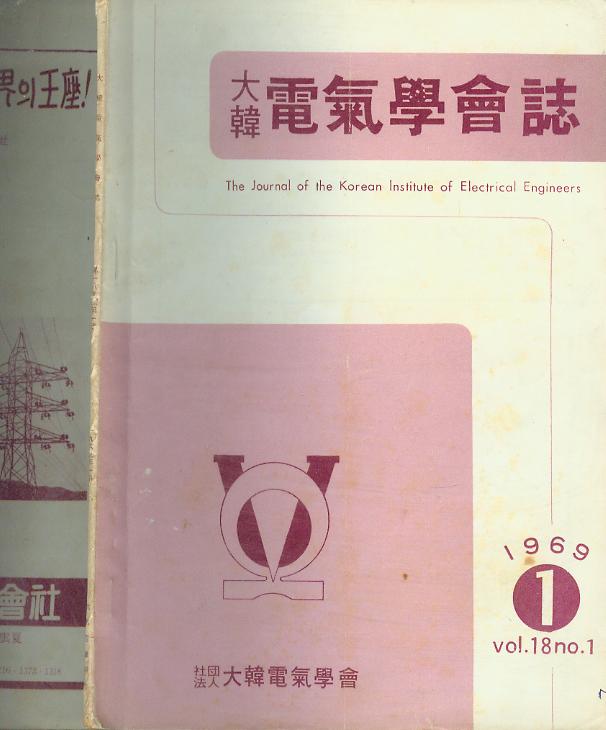 界의王座!
大韓電氣學會誌
The Journal of the Korean Institute of Electrical Engineers
1969
1
vol.18no.1
社団法人大韓電氣學會
會社